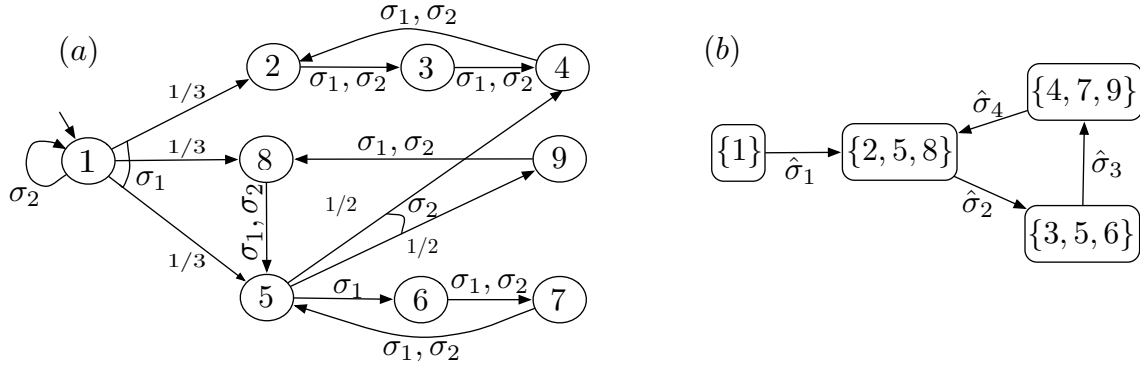 (a)
σ₁, σ₂
2
σ₁, σ₂
3
σ₁, σ₂
4
1/3
1
σ₂
σ₁
1/3
8
σ₁, σ₂
9
σ₁, σ₂
1/2
σ₂
1/2
1/3
5
σ₁
6
σ₁, σ₂
7
σ₁, σ₂
(b)
{4, 7, 9}
σ̂₄
{1}
σ̂₁
{2, 5, 8}
σ̂₃
σ̂₂
{3, 5, 6}